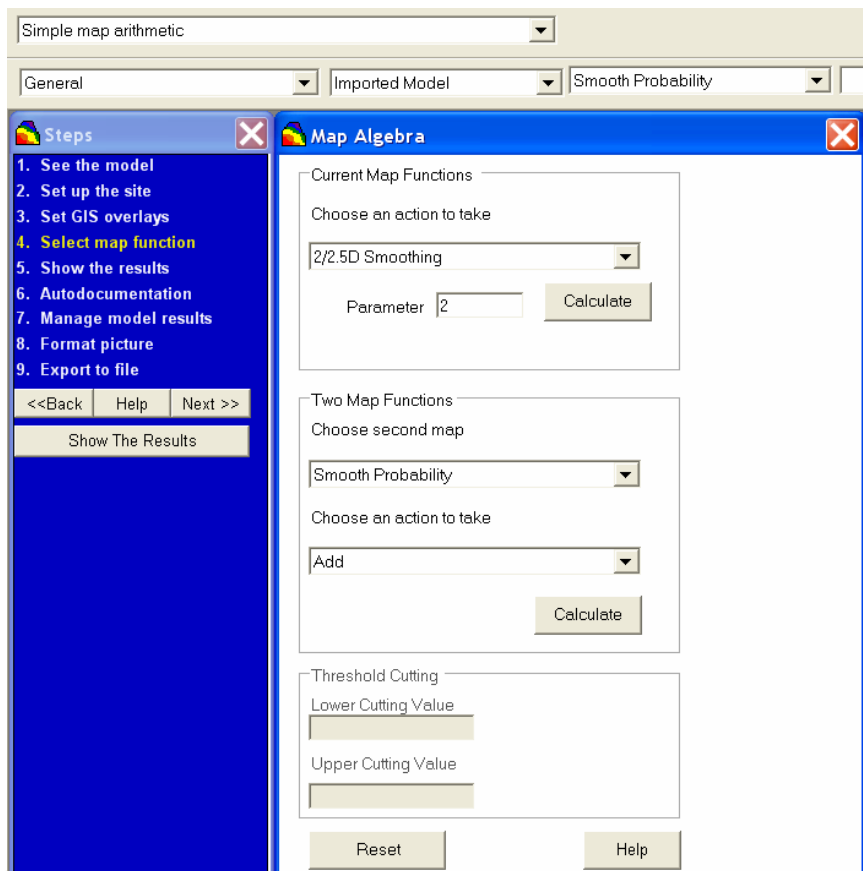 Simple map arithmetic
General Imported Model Smooth Probability
Steps
1. See the model
2. Set up the site
3. Set GIS overlays
4. Select map function
5. Show the results
6. Autodocumentation
7. Manage model results
8. Format picture
9. Export to file
<<Back Help Next >>
Show The Results
Map Algebra
Current Map Functions
Choose an action to take
2/2.5D Smoothing
Parameter 2 Calculate
Two Map Functions
Choose second map
Smooth Probability
Choose an action to take
Add
Calculate
Threshold Cutting
Lower Cutting Value
Upper Cutting Value
Reset Help